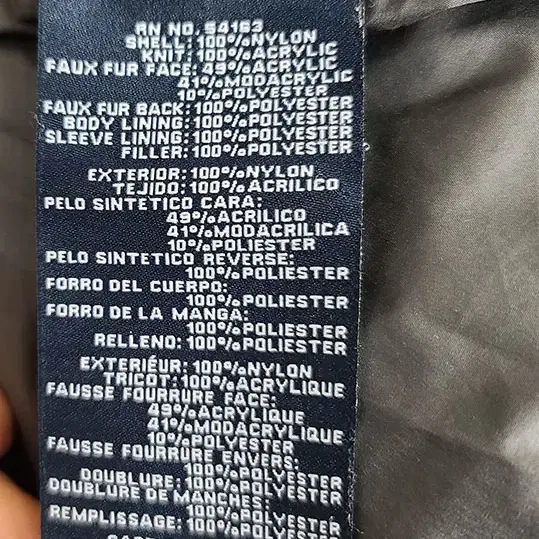 RN NO. 54163
SHELL: 100%NYLON
KNIT: 100%ACRYLIC
FAUX FUR FACE: 49%ACRYLIC
41%MODACRYLIC
10%POLYESTER
FAUX FUR BACK: 100%POLYESTER
BODY LINING: 100%POLYESTER
SLEEVE LINING: 100%POLYESTER
FILLER: 100%POLYESTER
EXTERIOR: 100%NYLON
TEJIDO: 100%ACRILICO
PELO SINTETICO CARA:
49%ACRILICO
41%MODACRILICA
10%POLIESTER
PELO SINTETICO REVERSE:
100%POLIESTER
FORRO DEL CUERPO:
100%POLIESTER
FORRO DE LA MANGA:
100%POLIESTER
RELLENO: 100%POLIESTER
EXTERIÉUR: 100%NYLON
TRICOT: 100%ACRYLIQUE
FAUSSE FOURRURE FACE:
49%ACRYLIQUE
41%MODACRYLIQUE
10%POLYESTER
FAUSSE FOURRURE ENVERS:
100%POLYESTER
DOUBLURE: 100%POLYESTER
DOUBLURE DE MANCHES:
100%POLYESTER
REMPLISSAGE: 100%POLYESTER